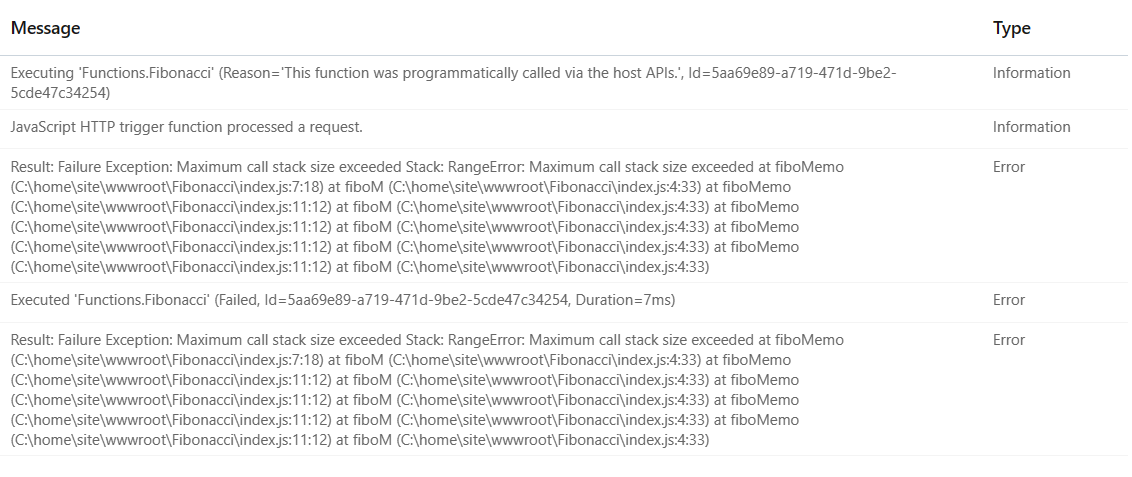 Message Type
Executing 'Functions.Fibonacci' (Reason='This function was programmatically called via the host APIs.', Id=5aa69e89-a719-471d-9be2- Information
5cde47c34254)
JavaScript HTTP trigger function processed a request. Information
Result: Failure Exception: Maximum call stack size exceeded Stack: RangeError: Maximum call stack size exceeded at fiboMemo Error
(C:\home\site\wwwroot\Fibonacci\index.js:7:18) at fiboM (C:\home\site\wwwroot\Fibonacci\index.js:4:33) at fiboMemo
(C:\home\site\wwwroot\Fibonacci\index.js:11:12) at fiboM (C:\home\site\wwwroot\Fibonacci\index.js:4:33) at fiboMemo
(C:\home\site\wwwroot\Fibonacci\index.js:11:12) at fiboM (C:\home\site\wwwroot\Fibonacci\index.js:4:33) at fiboMemo
(C:\home\site\wwwroot\Fibonacci\index.js:11:12) at fiboM (C:\home\site\wwwroot\Fibonacci\index.js:4:33) at fiboMemo
(C:\home\site\wwwroot\Fibonacci\index.js:11:12) at fiboM (C:\home\site\wwwroot\Fibonacci\index.js:4:33)
Executed 'Functions.Fibonacci' (Failed, Id=5aa69e89-a719-471d-9be2-5cde47c34254, Duration=7ms) Error
Result: Failure Exception: Maximum call stack size exceeded Stack: RangeError: Maximum call stack size exceeded at fiboMemo Error
(C:\home\site\wwwroot\Fibonacci\index.js:7:18) at fiboM (C:\home\site\wwwroot\Fibonacci\index.js:4:33) at fiboMemo
(C:\home\site\wwwroot\Fibonacci\index.js:11:12) at fiboM (C:\home\site\wwwroot\Fibonacci\index.js:4:33) at fiboMemo
(C:\home\site\wwwroot\Fibonacci\index.js:11:12) at fiboM (C:\home\site\wwwroot\Fibonacci\index.js:4:33) at fiboMemo
(C:\home\site\wwwroot\Fibonacci\index.js:11:12) at fiboM (C:\home\site\wwwroot\Fibonacci\index.js:4:33) at fiboMemo
(C:\home\site\wwwroot\Fibonacci\index.js:11:12) at fiboM (C:\home\site\wwwroot\Fibonacci\index.js:4:33)